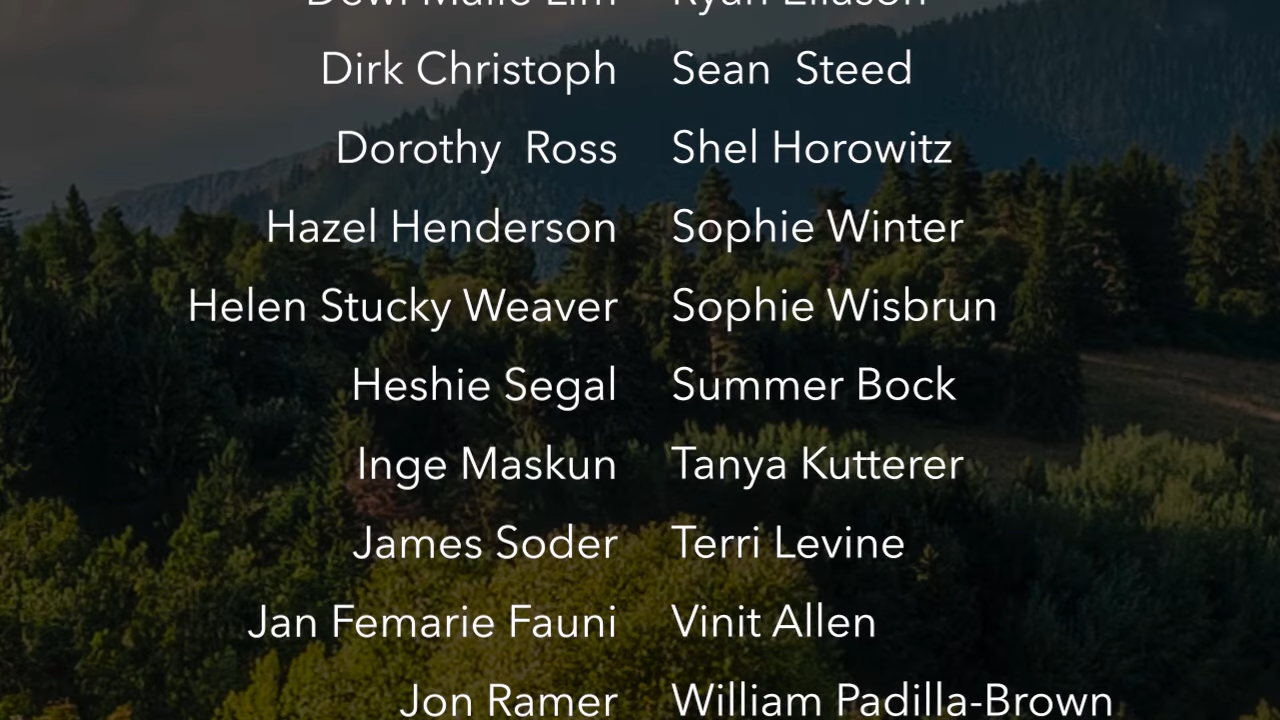 Dirk Christoph Sean Steed
Dorothy Ross Shel Horowitz
Hazel Henderson Sophie Winter
Helen Stucky Weaver Sophie Wisbrun
Heshie Segal Summer Bock
Inge Maskun Tanya Kutterer
James Soder Terri Levine
Jan Femarie Fauni Vinit Allen
Jon Ramer William Padilla-Brown